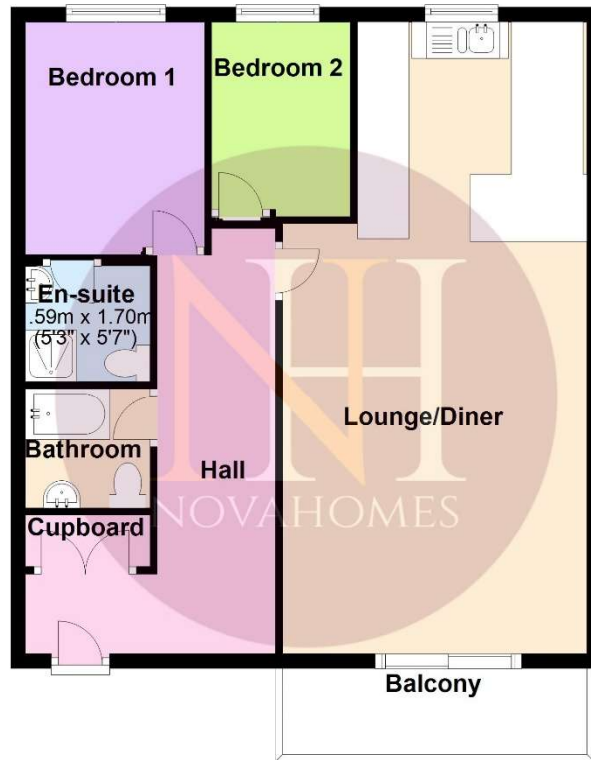 Bedroom 1
Bedroom 2
En-suite
.59m x 1.70m
(5'3" x 5'7")
Lounge/Diner
Bathroom
Hall
NH
NOVAHOMES
Cupboard
Balcony